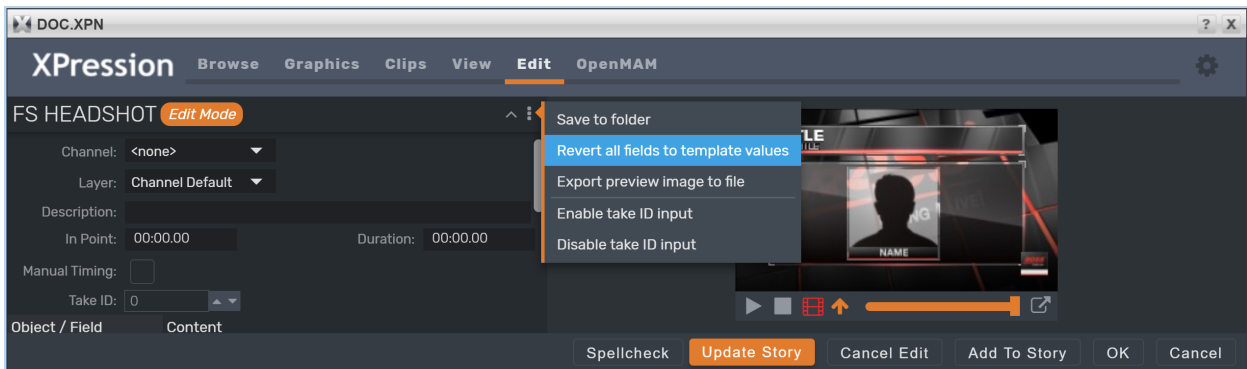 DOC.XPN
? X
XPression Browse Graphics Clips View Edit OpenMAM
FS HEADSHOT Edit Mode
Channel: <none>
Layer: Channel Default
Description:
In Point: 00:00.00 Duration: 00:00.00
Manual Timing:
Take ID: 0
Object / Field Content
Save to folder
Revert all fields to template values
Export preview image to file
Enable take ID input
Disable take ID input
TLE
NAME
Spellcheck Update Story Cancel Edit Add To Story OK Cancel